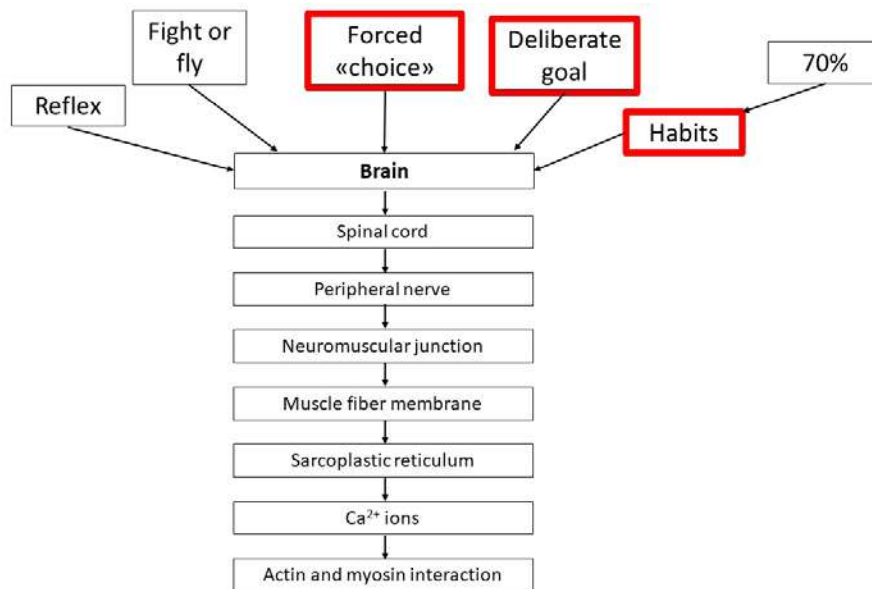 Fight or
fly
Forced
«choice»
Deliberate
goal
70%
Reflex
Habits
Brain
Spinal cord
Peripheral nerve
Neuromuscular junction
Muscle fiber membrane
Sarcoplastic reticulum
Ca²⁺ ions
Actin and myosin interaction